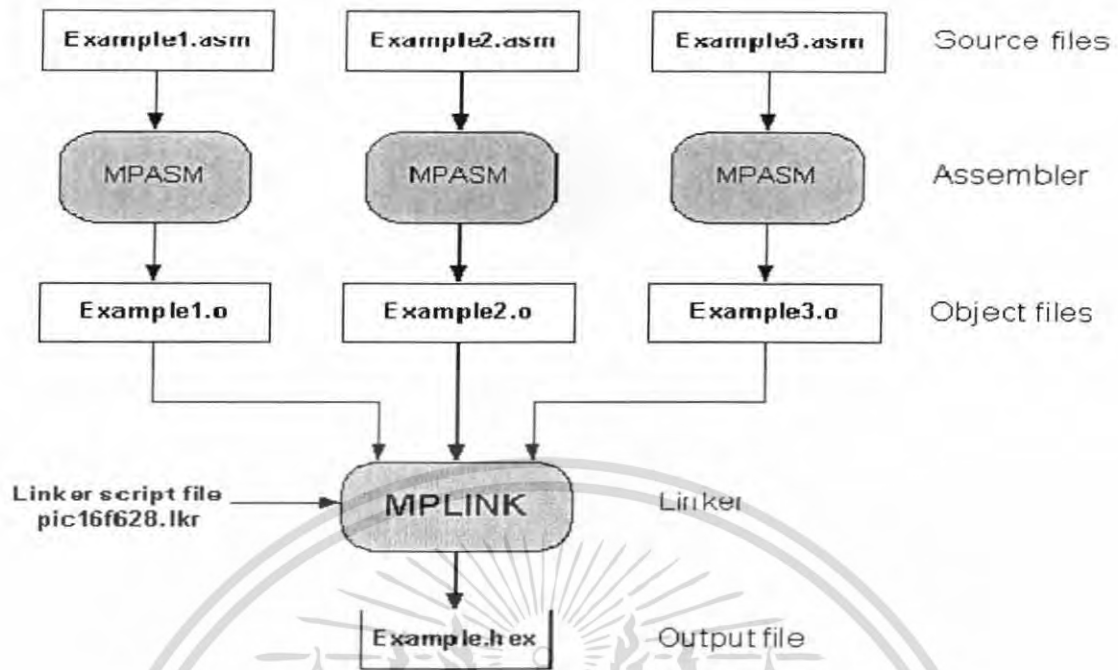 Example1.asm Example2.asm Example3.asm Source files
MPASM MPASM MPASM Assembler
Example1.o Example2.o Example3.o Object files
Linker script file
pic16f628.lkr
MPLINK Linker
Example.hex Output file